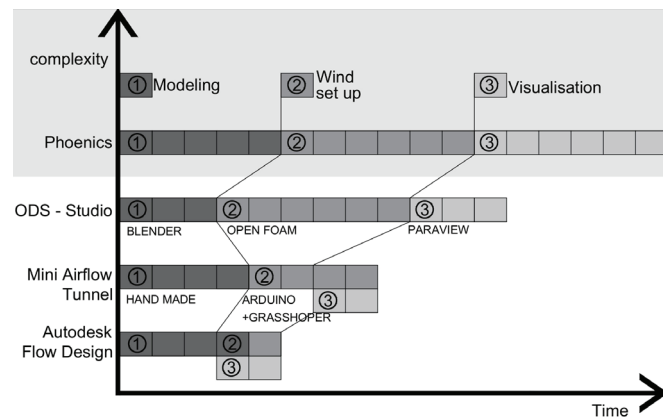 complexity
① Modeling
② Wind
set up
③ Visualisation
Phoenics
① ② ③
ODS - Studio
① ② ③
BLENDER OPEN FOAM PARAVIEW
Mini Airflow
Tunnel
① ② ③
HAND MADE ARDUINO
+GRASSHOPER
Autodesk
Flow Design
① ② ③
Time